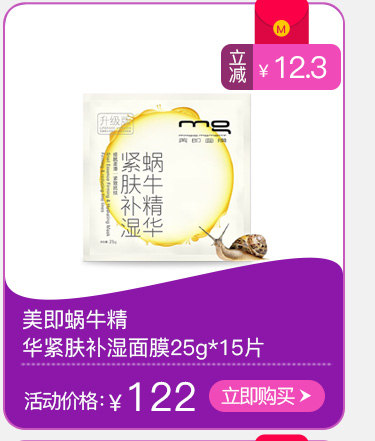 M
立减 ¥ 12.3
升级版
mg
美即面膜
蜗牛精华
紧肤补湿
25g
美即蜗牛精
华紧肤补湿面膜25g*15片
活动价格:¥122 立即购买